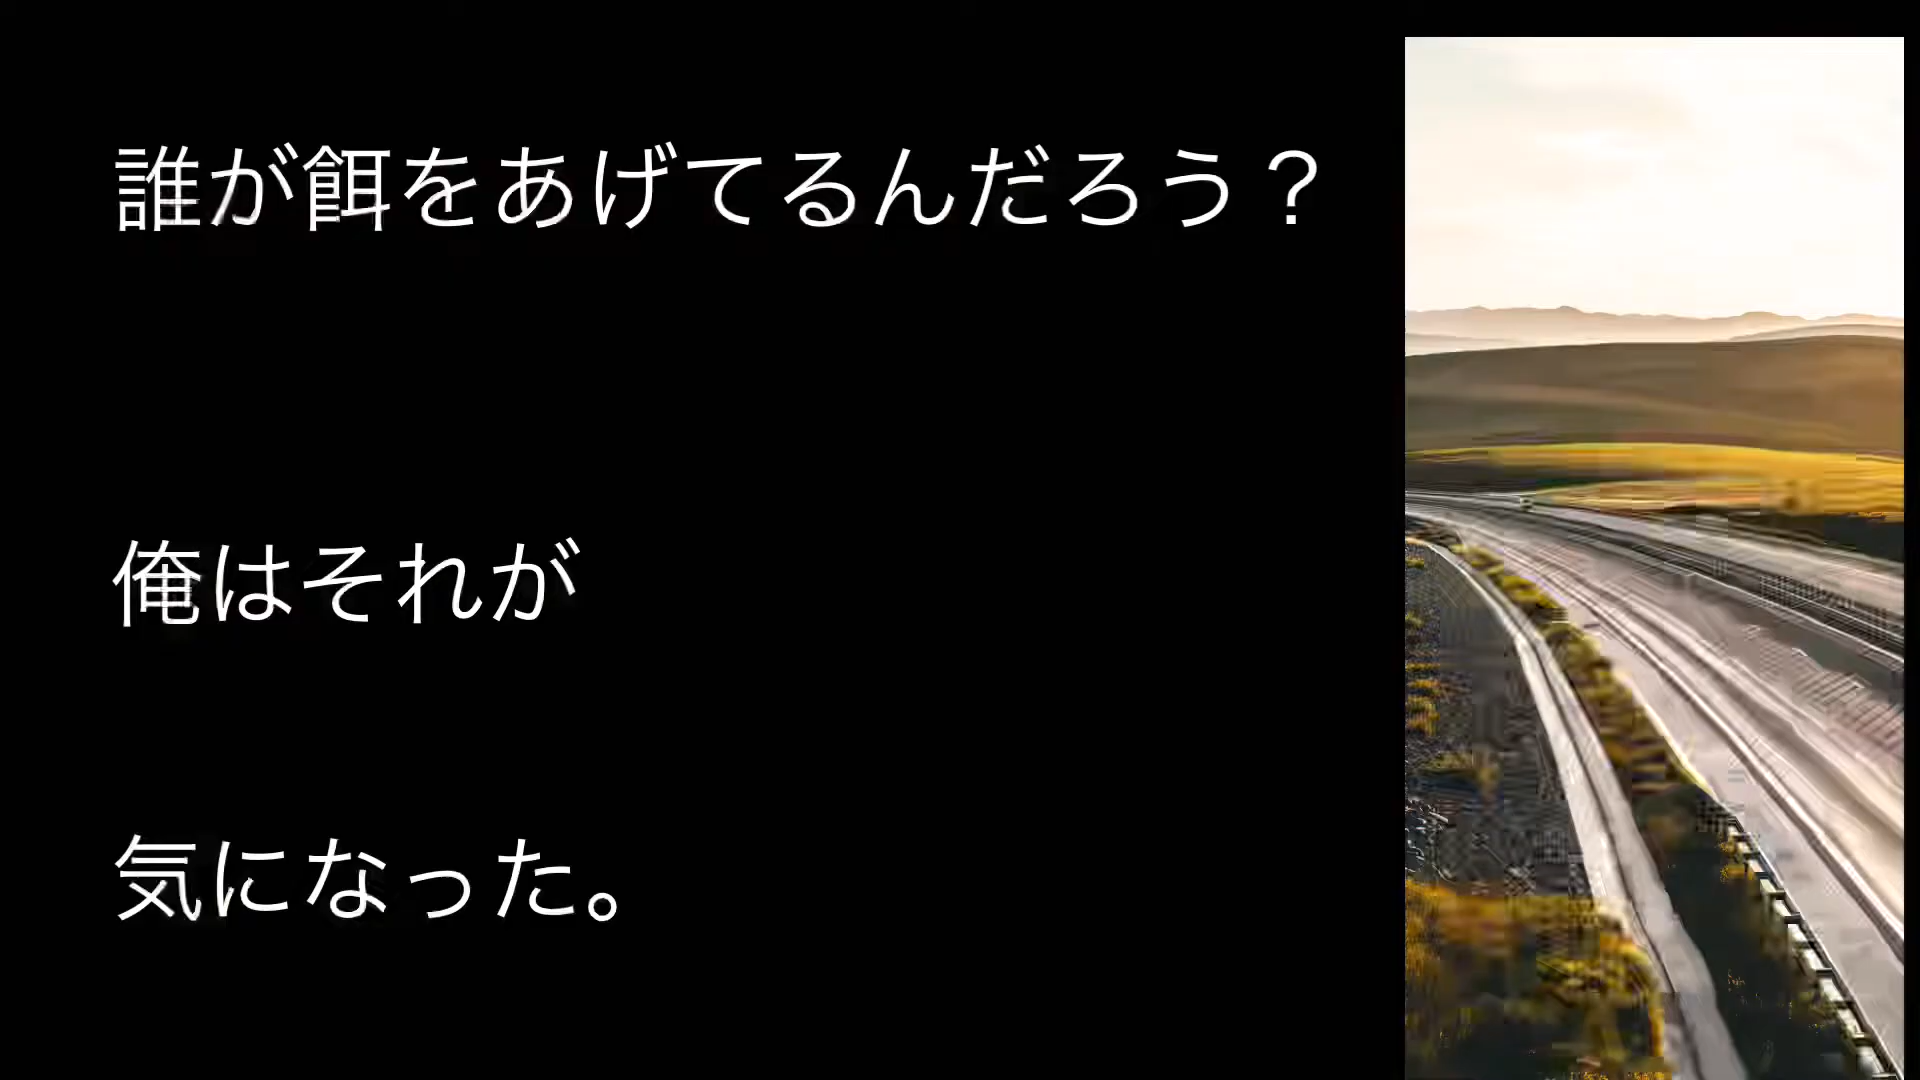 誰が餌をあげてるんだろう？
俺はそれが
気になった。